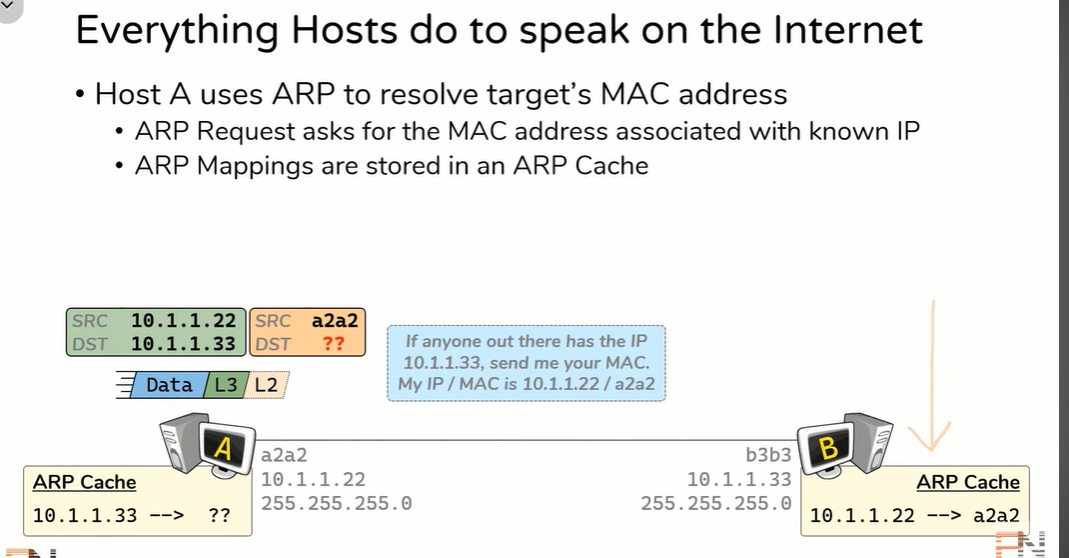 Everything Hosts do to speak on the Internet
• Host A uses ARP to resolve target's MAC address
• ARP Request asks for the MAC address associated with known IP
• ARP Mappings are stored in an ARP Cache
SRC 10.1.1.22 SRC a2a2
DST 10.1.1.33 DST ??
If anyone out there has the IP
10.1.1.33, send me your MAC.
My IP / MAC is 10.1.1.22 / a2a2
Data L3 L2
A
a2a2
10.1.1.22
255.255.255.0
ARP Cache
10.1.1.33 --> ??
B
b3b3
10.1.1.33
255.255.255.0
ARP Cache
10.1.1.22 --> a2a2